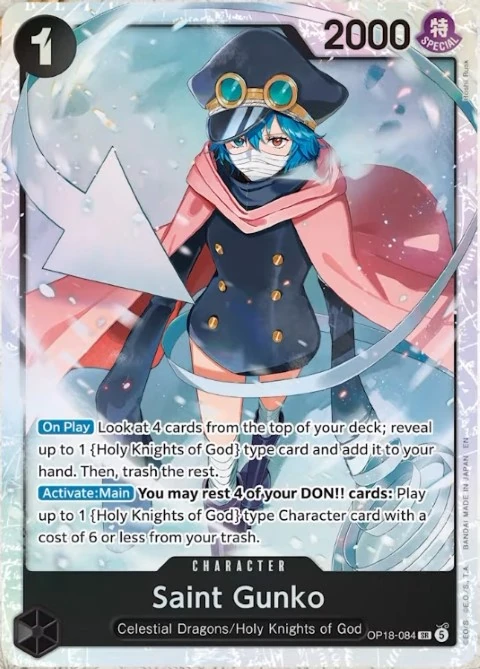 1
2000
特
SPECIAL
On Play Look at 4 cards from the top of your deck; reveal
up to 1 {Holy Knights of God} type card and add it to your
hand. Then, trash the rest.
Activate:Main You may rest 4 of your DON!! cards: Play
up to 1 {Holy Knights of God} type Character card with a
cost of 6 or less from your trash.
CHARACTER
Saint Gunko
Celestial Dragons/Holy Knights of God
OP18-084 SR 5
BANDAI MADE IN JAPAN EN